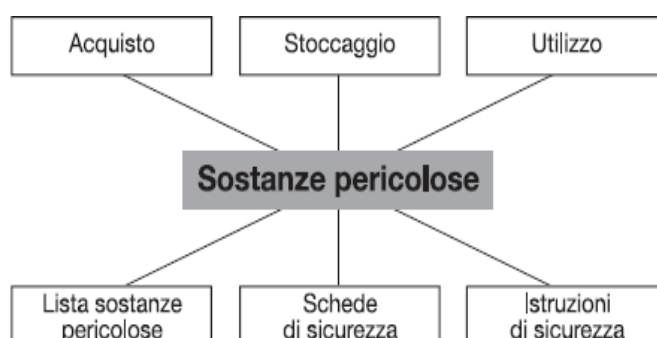 Acquisto
Stoccaggio
Utilizzo
Sostanze pericolose
Lista sostanze
pericolose
Schede
di sicurezza
Istruzioni
di sicurezza